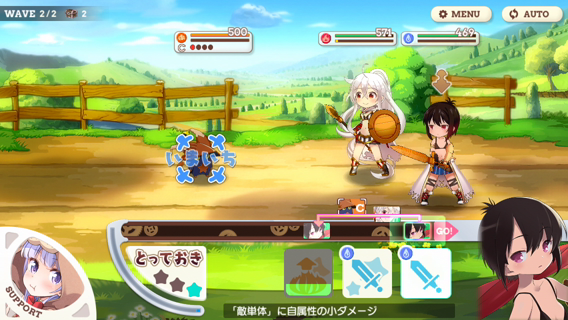 WAVE 2/2 2
MENU
AUTO
500
C
571
469
いまいち
C
GO!
とっておき
SUPPORT
「敵単体」に自属性の小ダメージ